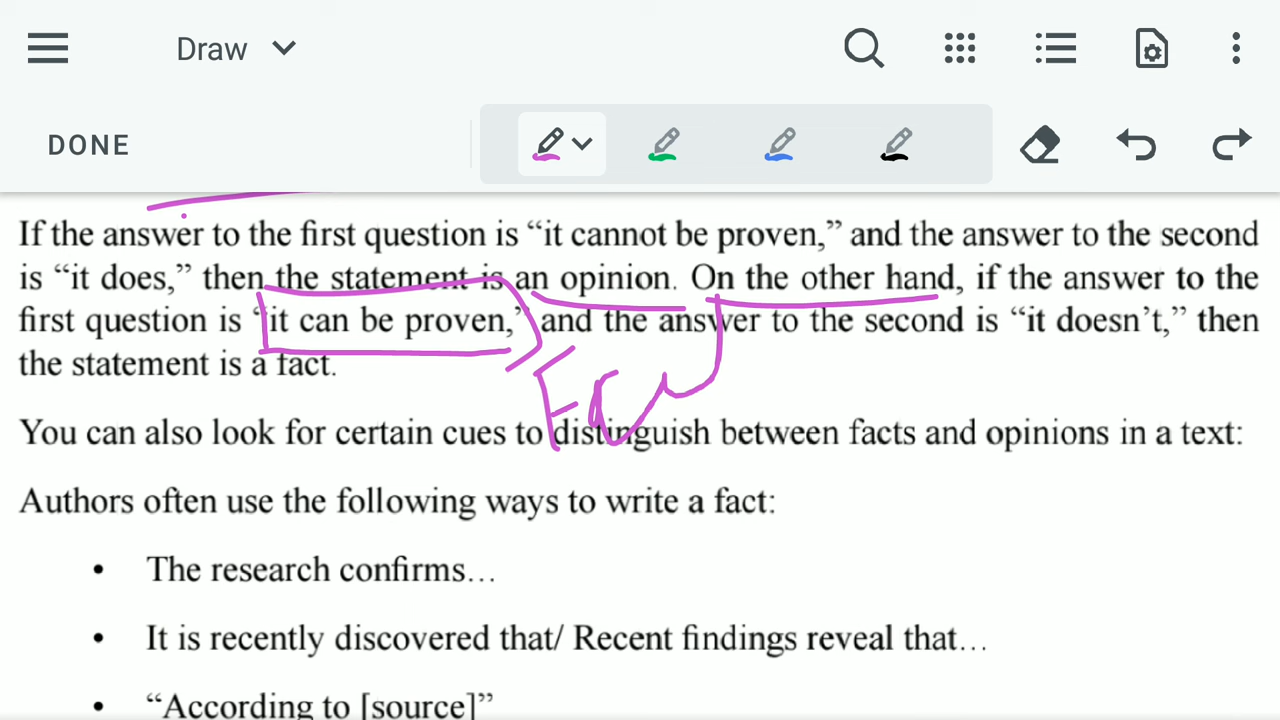 Draw
DONE
If the answer to the first question is “it cannot be proven,” and the answer to the second
is “it does,” then the statement is an opinion. On the other hand, if the answer to the
first question is “it can be proven,” and the answer to the second is “it doesn’t,” then
the statement is a fact.
You can also look for certain cues to distinguish between facts and opinions in a text:
Authors often use the following ways to write a fact:
• The research confirms…
• It is recently discovered that/ Recent findings reveal that…
• “According to [source]”